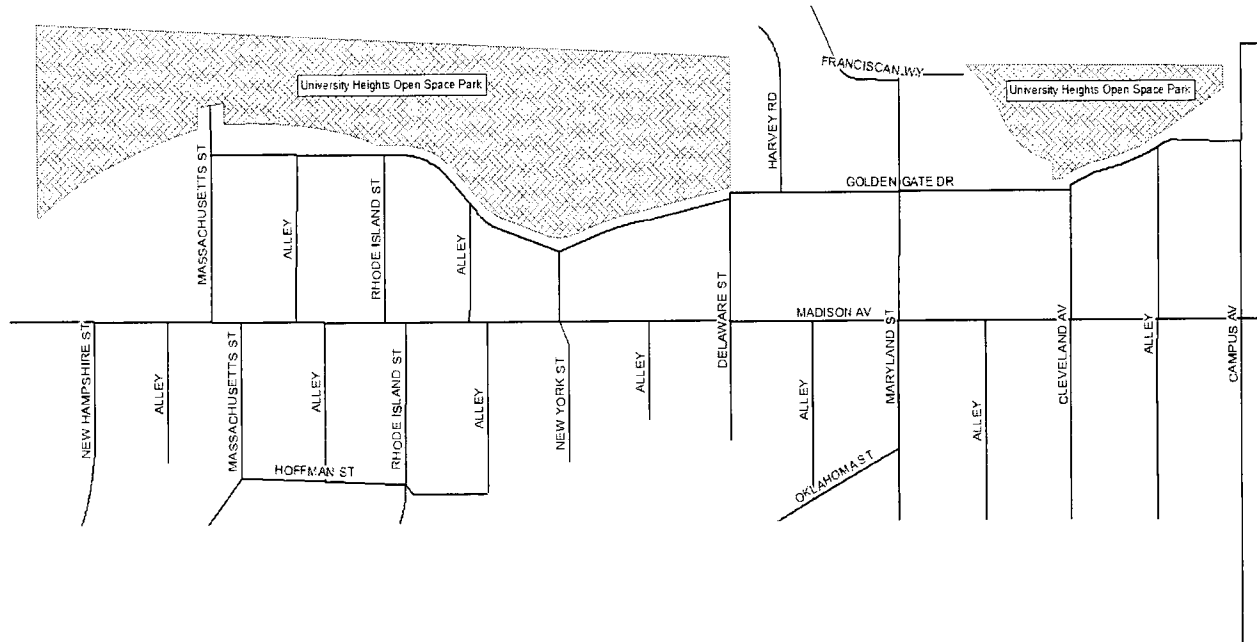 FRANCISCAN WY
University Heights Open Space Park
University Heights Open Space Park
HARVEY RD
MASSACHUSETTS ST
ALLEY
RHODE ISLAND ST
ALLEY
GOLDEN GATE DR
MADISON AV
DELAWARE ST
NEW HAMPSHIRE ST
ALLEY
MASSACHUSETTS ST
ALLEY
RHODE ISLAND ST
ALLEY
NEW YORK ST
ALLEY
ALLEY
MARYLAND ST
ALLEY
CLEVELAND AV
ALLEY
CAMPUS AV
HOFFMAN ST
OKLAHOMA ST